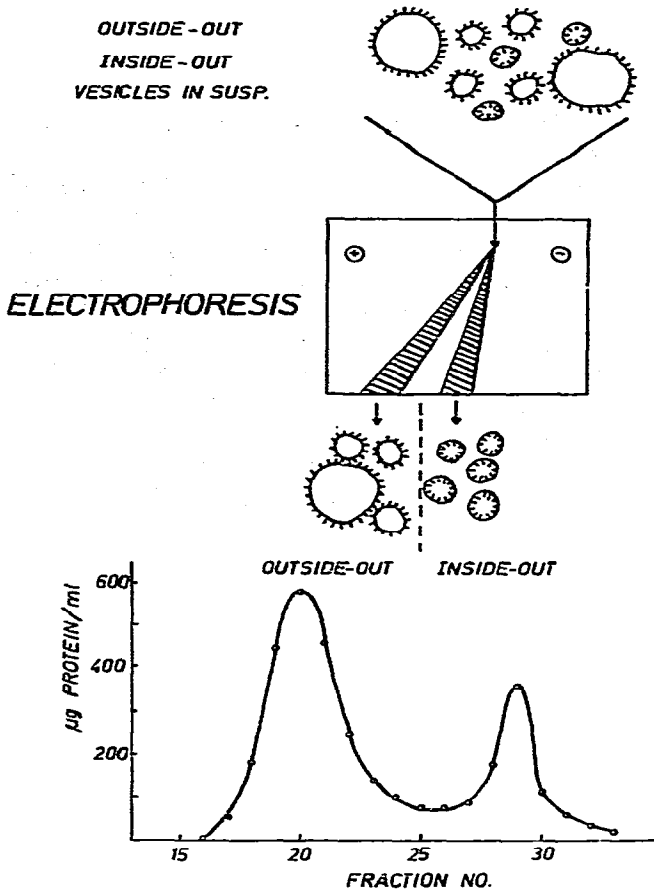 OUTSIDE-OUT
INSIDE-OUT
VESICLES IN SUSP.
+ -
ELECTROPHORESIS
OUTSIDE-OUT INSIDE-OUT
µg PROTEIN/ml
600
400
200
15 20 25 30
FRACTION NO.